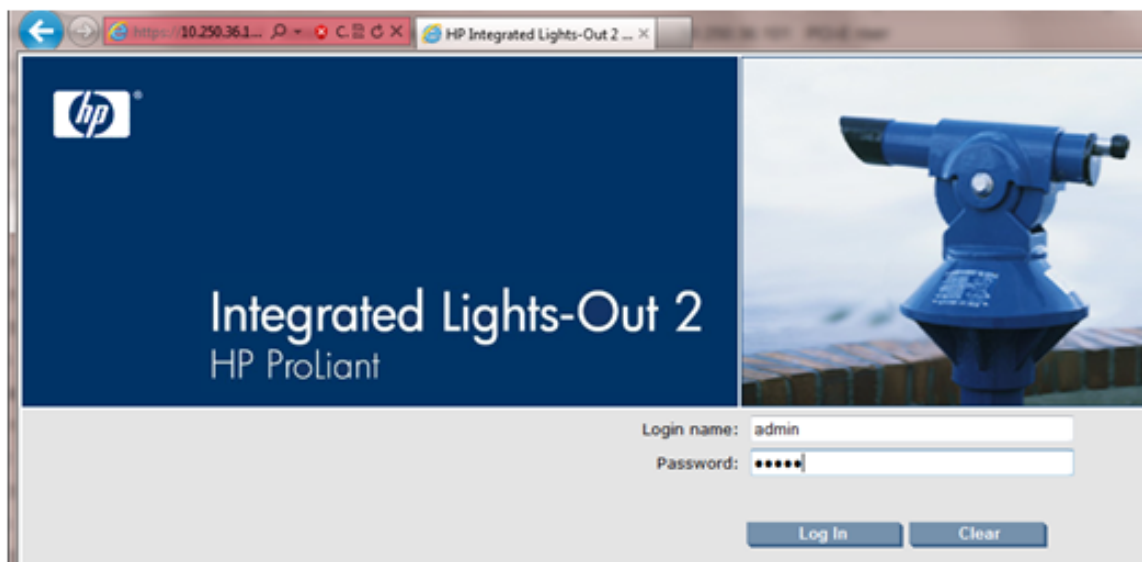 https://10.250.36.1...
HP Integrated Lights-Out 2 ...
hp
Integrated Lights-Out 2
HP ProLiant
Login name: admin
Password: •••••
Log In
Clear